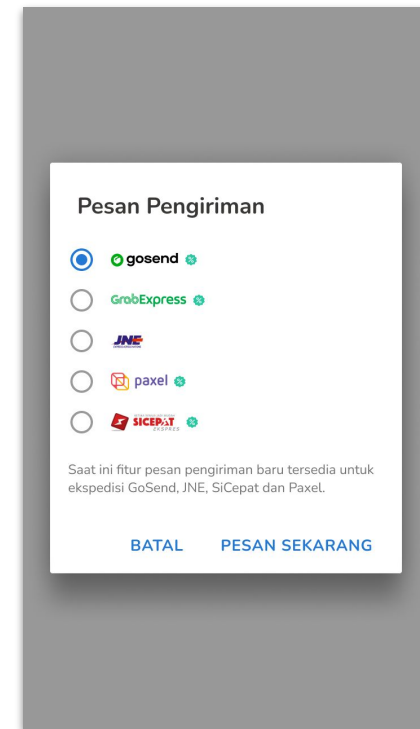 Pesan Pengiriman
gosend
GrabExpress
JNE
paxel
SICEPAT
EKSPRES
Saat ini fitur pesan pengiriman baru tersedia untuk
ekspedisi GoSend, JNE, SiCepat dan Paxel.
BATAL PESAN SEKARANG